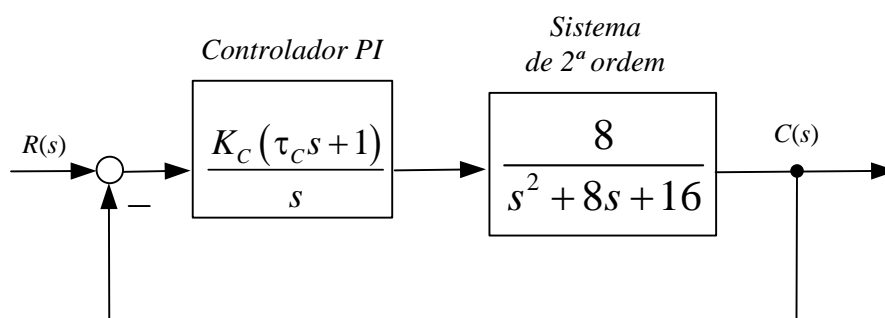 Controlador PI
Sistema
de 2ª ordem
R(s)
K_C(τ_C s+1)
s
8
s²+8s+16
C(s)
–